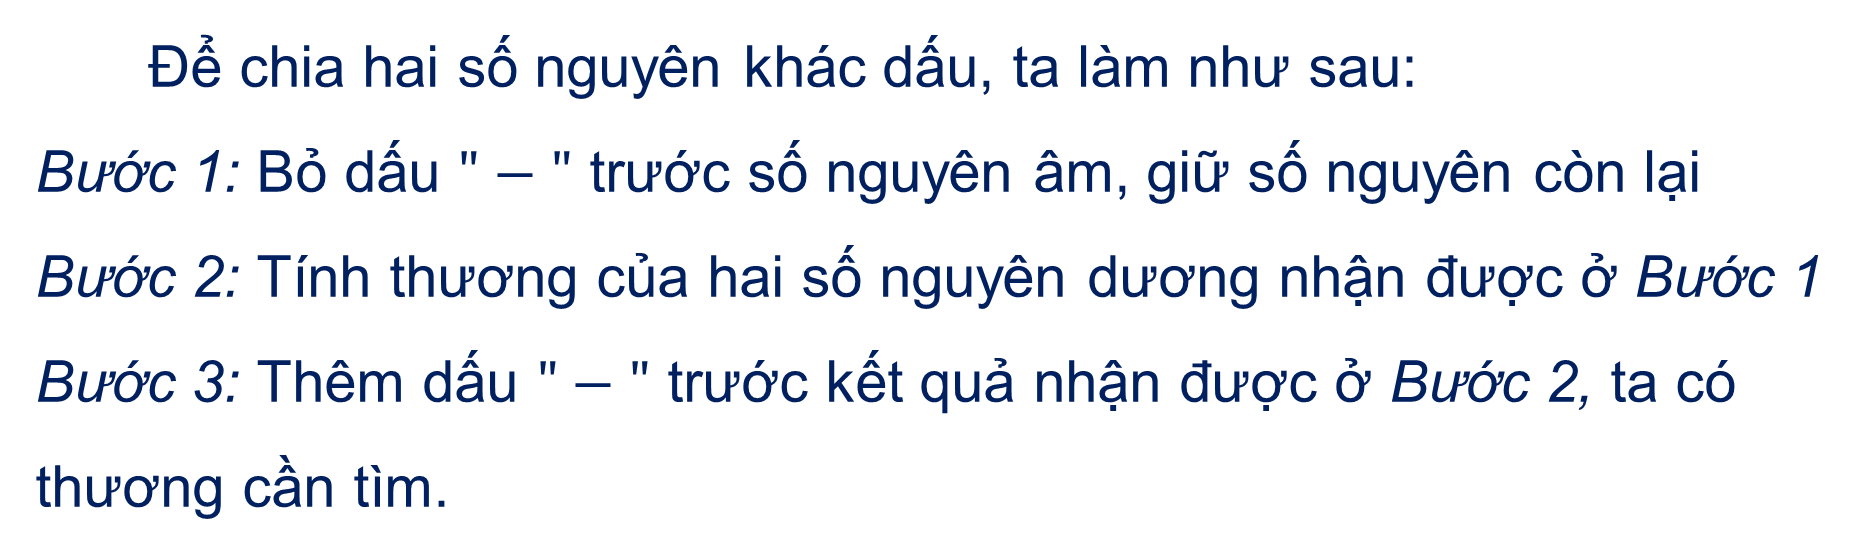 Để chia hai số nguyên khác dấu, ta làm như sau:
Bước 1: Bỏ dấu " – " trước số nguyên âm, giữ số nguyên còn lại
Bước 2: Tính thương của hai số nguyên dương nhận được ở Bước 1
Bước 3: Thêm dấu " – " trước kết quả nhận được ở Bước 2, ta có
thương cần tìm.